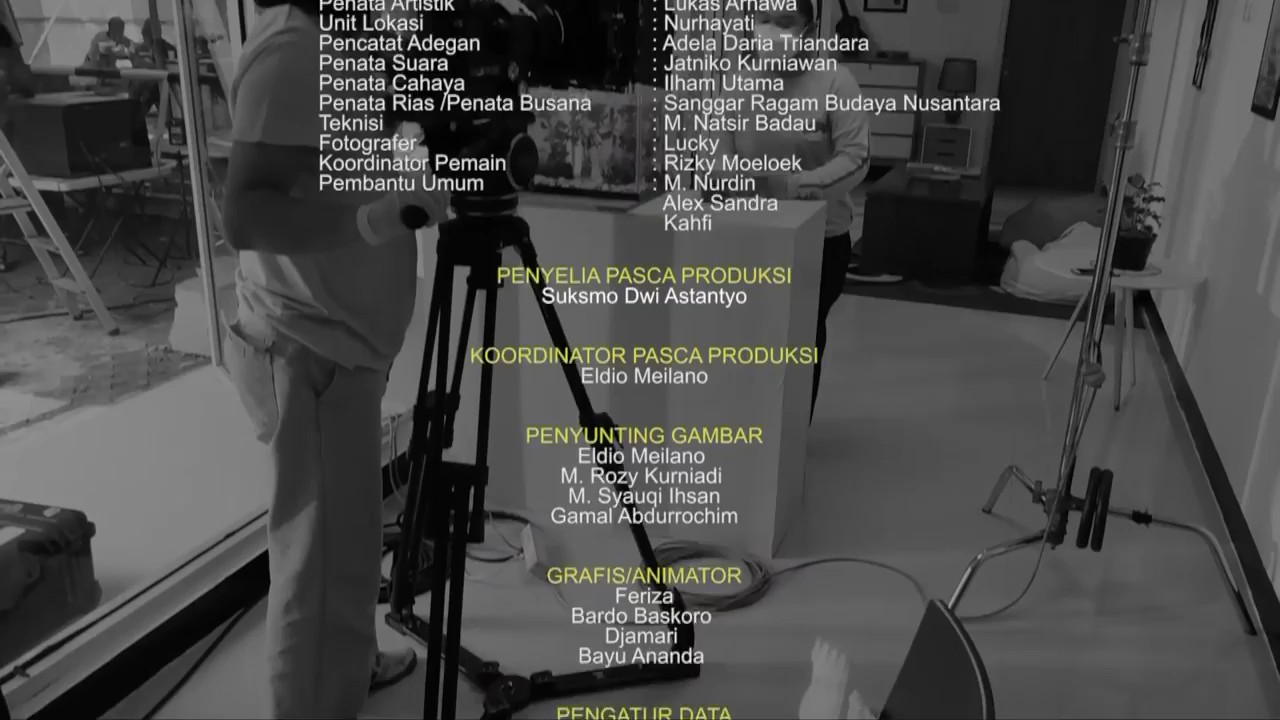 Penata Artistik : Lukas Arnawa
Unit Lokasi : Nurhayati
Pencatat Adegan : Adela Daria Triandara
Penata Suara : Jatniko Kurniawan
Penata Cahaya : Ilham Utama
Penata Rias /Penata Busana : Sanggar Ragam Budaya Nusantara
Teknisi : M. Natsir Badau
Fotografer : Lucky
Koordinator Pemain : Rizky Moeloek
Pembantu Umum : M. Nurdin
Alex Sandra
Kahfi
PENYELIA PASCA PRODUKSI
Suksmo Dwi Astantyo
KOORDINATOR PASCA PRODUKSI
Eldio Meilano
PENYUNTING GAMBAR
Eldio Meilano
M. Rozy Kurniadi
M. Syauqi Ihsan
Gamal Abdurrochim
GRAFIS/ANIMATOR
Feriza
Bardo Baskoro
Djamari
Bayu Ananda
PENGATUR DATA